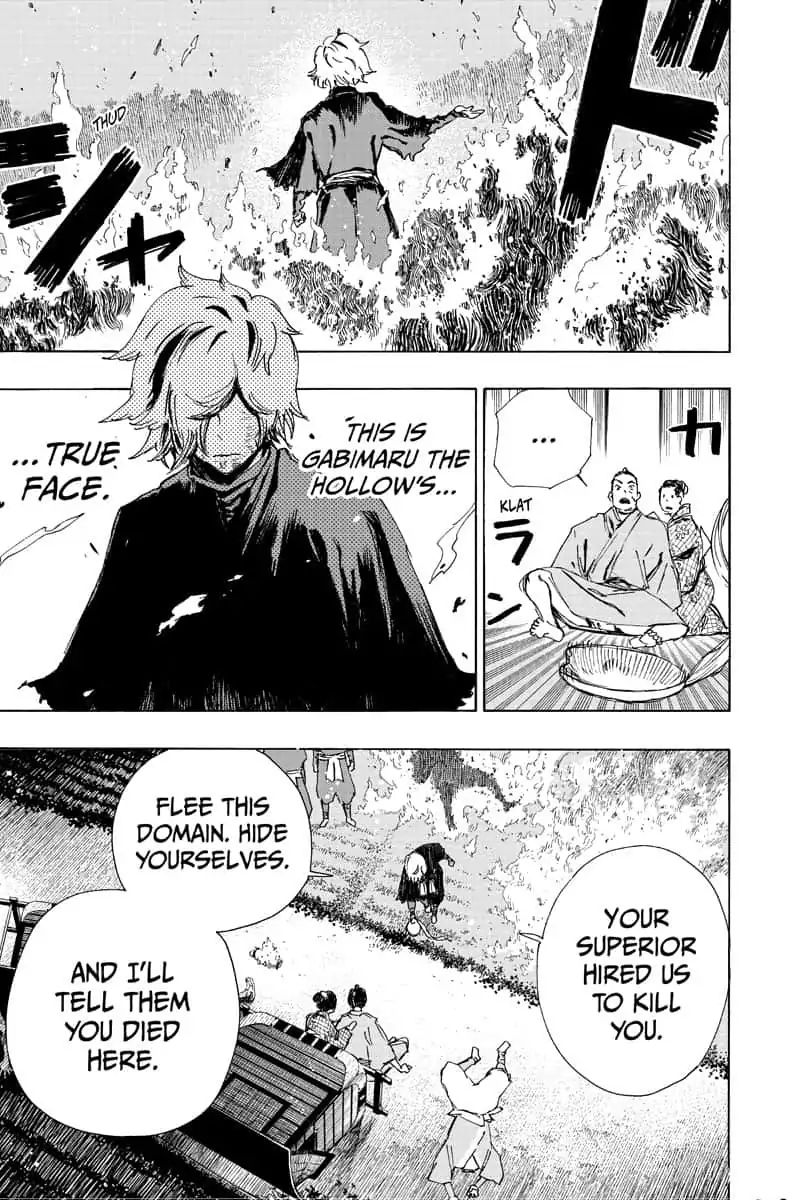 THUD
ドシャッ
...
KLAT
カラン
THIS IS
GABIMARU THE
HOLLOW'S...
...TRUE
FACE.
YOUR
SUPERIOR
HIRED US
TO KILL
YOU.
FLEE THIS
DOMAIN. HIDE
YOURSELVES.
AND I'LL
TELL THEM
YOU DIED
HERE.